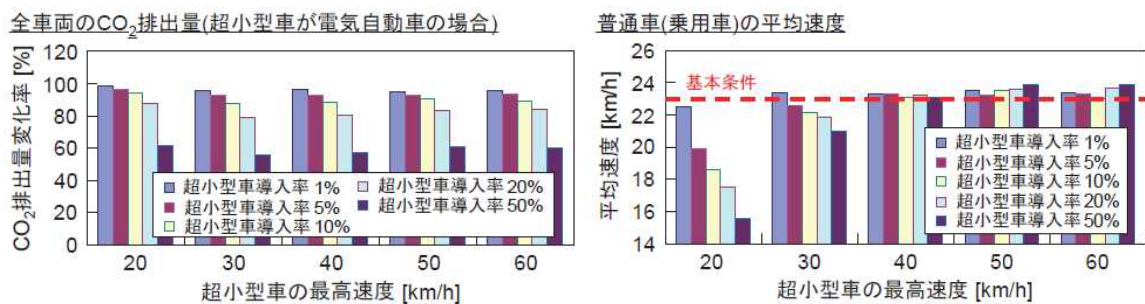 全車両のCO₂排出量(超小型車が電気自動車の場合)
CO₂排出量変化率 [%]
120
100
80
60
40
20
0
超小型車導入率 1%
超小型車導入率 5%
超小型車導入率 10%
超小型車導入率 20%
超小型車導入率 50%
20 30 40 50 60
超小型車の最高速度 [km/h]
普通車(乗用車)の平均速度
平均速度 [km/h]
26
24
22
20
18
16
14
基本条件
超小型車導入率 1%
超小型車導入率 5%
超小型車導入率 10%
超小型車導入率 20%
超小型車導入率 50%
20 30 40 50 60
超小型車の最高速度 [km/h]